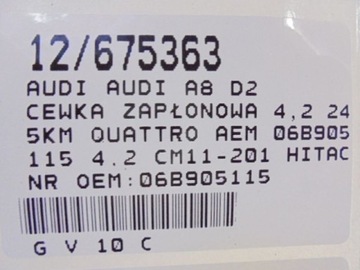 12/675363
AUDI AUDI A8 D2
CEWKA ZAPŁONOWA 4,2 24
5KM QUATTRO AEM 06B905
115 4.2 CM11-201 HITAC
NR OEM:06B905115
G V 10 C